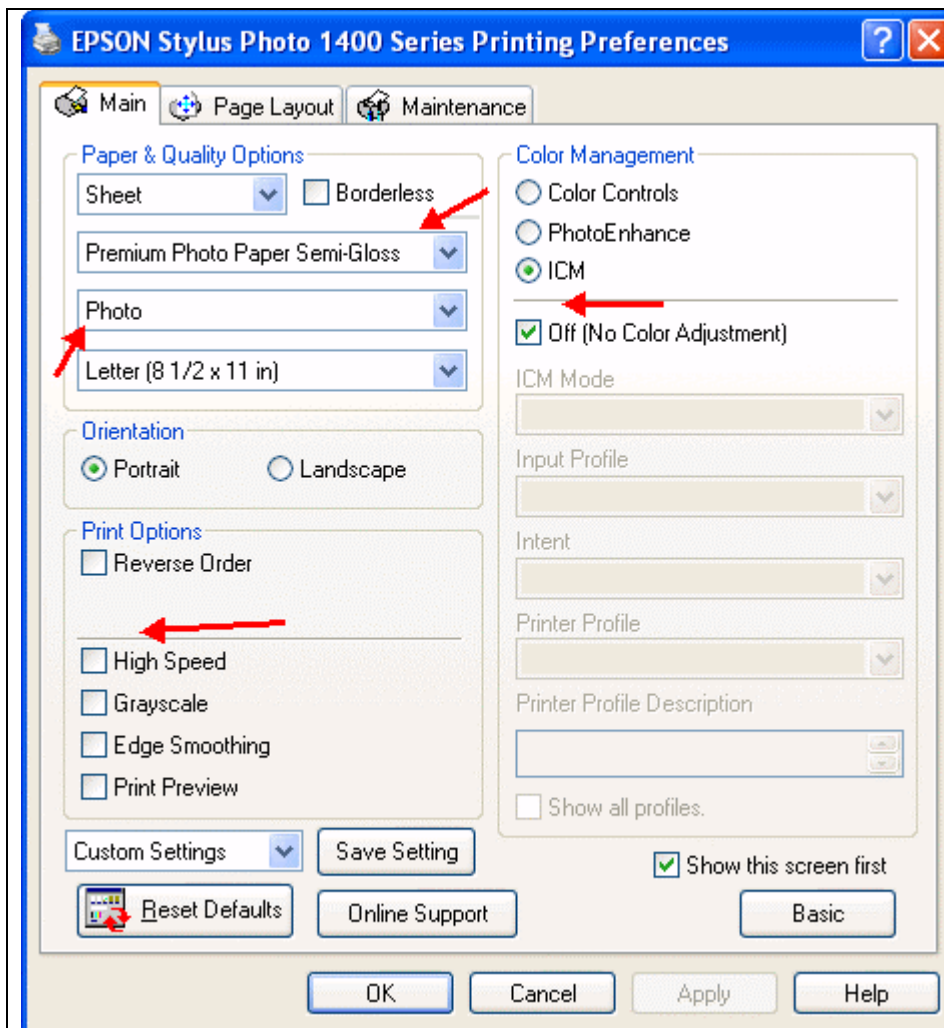 EPSON Stylus Photo 1400 Series Printing Preferences
Main
Page Layout
Maintenance
Paper & Quality Options
Sheet
Borderless
Premium Photo Paper Semi-Gloss
Photo
Letter (8 1/2 x 11 in)
Orientation
Portrait
Landscape
Print Options
Reverse Order
High Speed
Grayscale
Edge Smoothing
Print Preview
Color Management
Color Controls
PhotoEnhance
ICM
Off (No Color Adjustment)
ICM Mode
Input Profile
Intent
Printer Profile
Printer Profile Description
Show all profiles.
Custom Settings
Save Setting
Show this screen first
Reset Defaults
Online Support
Basic
OK
Cancel
Apply
Help